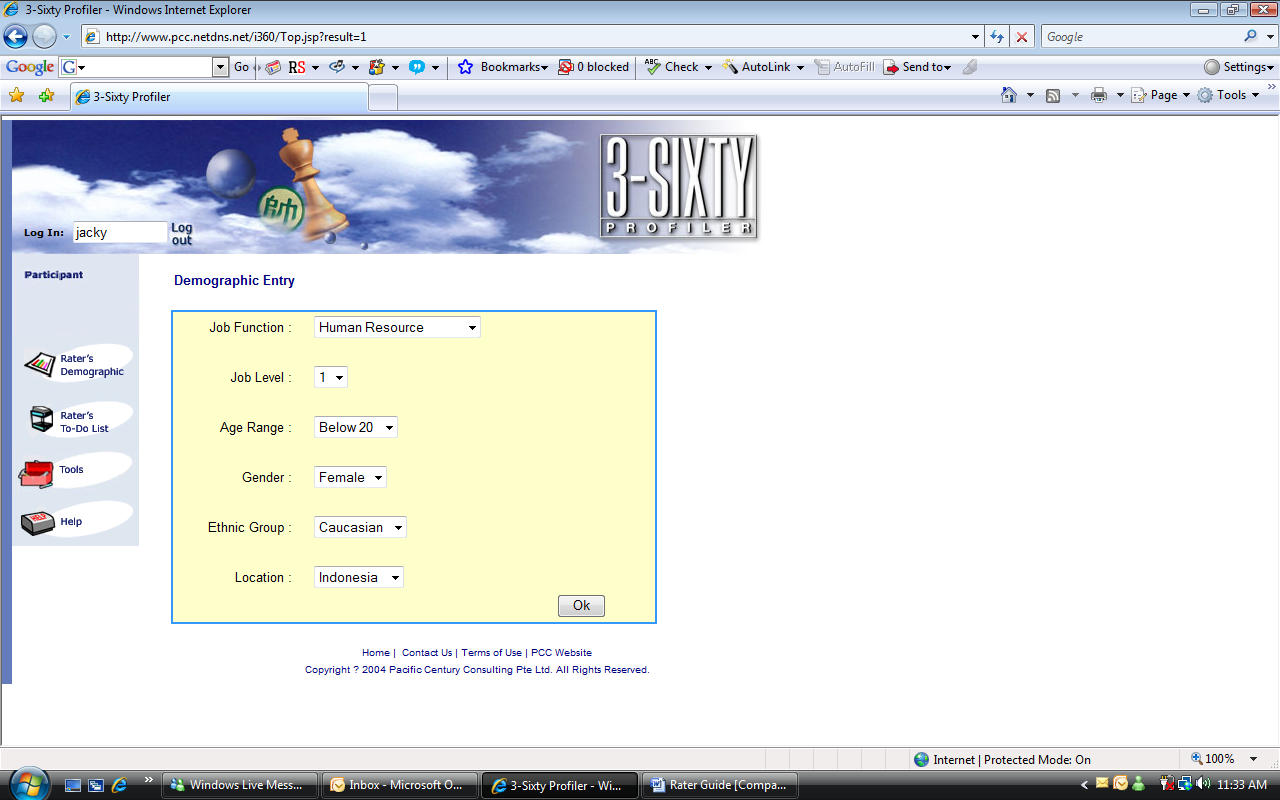 3-Sixty Profiler - Windows Internet Explorer
http://www.pcc.netdns.net/i360/Top.jsp?result=1
Google
Google G Go RS Bookmarks 0 blocked ABC Check AutoLink AutoFill Send to Settings
3-Sixty Profiler
Page Tools
3-SIXTY
PROFILER
帥
Log In: jacky Log out
Participant
Rater's Demographic
Rater's To-Do List
Tools
HELP Help
Demographic Entry
Job Function : Human Resource
Job Level : 1
Age Range : Below 20
Gender : Female
Ethnic Group : Caucasian
Location : Indonesia
Ok
Home | Contact Us | Terms of Use | PCC Website
Copyright ? 2004 Pacific Century Consulting Pte Ltd. All Rights Reserved.
Internet | Protected Mode: On 100%
Windows Live Mess... Inbox - Microsoft O... 3-Sixty Profiler - Wi... Rater Guide [Compa... 11:33 AM